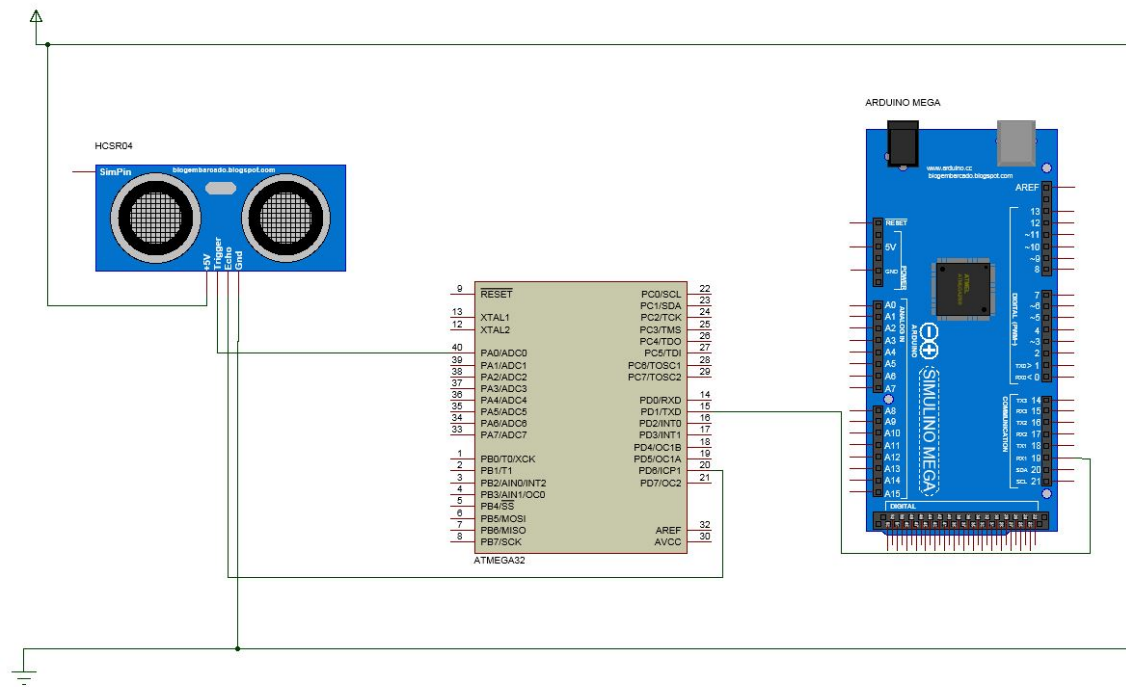 ARDUINO MEGA
HCSR04
SimPin
blogembarcado.blogspot.com
+5V
Trigger
Echo
Gnd
www.arduino.cc
blogembarcado.blogspot.com
AREF
RESET
5V
GND
POWER
13
12
~11
~10
~9
8
7
~6
~5
4
~3
2
TX0> 1
RX0< 0
DIGITAL (PWM~)
A0
A1
A2
A3
A4
A5
A6
A7
ANALOG IN
A8
A9
A10
A11
A12
A13
A14
A15
ARDUINO
SIMULINO MEGA
TX3 14
RX3 15
TX2 16
RX2 17
TX1 18
RX1 19
SDA 20
SCL 21
COMMUNICATION
DIGITAL
9 RESET
13 XTAL1
12 XTAL2
40 PA0/ADC0
39 PA1/ADC1
38 PA2/ADC2
37 PA3/ADC3
36 PA4/ADC4
35 PA5/ADC5
34 PA6/ADC6
33 PA7/ADC7
1 PB0/T0/XCK
2 PB1/T1
3 PB2/AIN0/INT2
4 PB3/AIN1/OC0
5 PB4/SS
6 PB5/MOSI
7 PB6/MISO
8 PB7/SCK
PC0/SCL 22
PC1/SDA 23
PC2/TCK 24
PC3/TMS 25
PC4/TDO 26
PC5/TDI 27
PC6/TOSC1 28
PC7/TOSC2 29
PD0/RXD 14
PD1/TXD 15
PD2/INT0 16
PD3/INT1 17
PD4/OC1B 18
PD5/OC1A 19
PD6/ICP1 20
PD7/OC2 21
AREF 32
AVCC 30
ATMEGA32